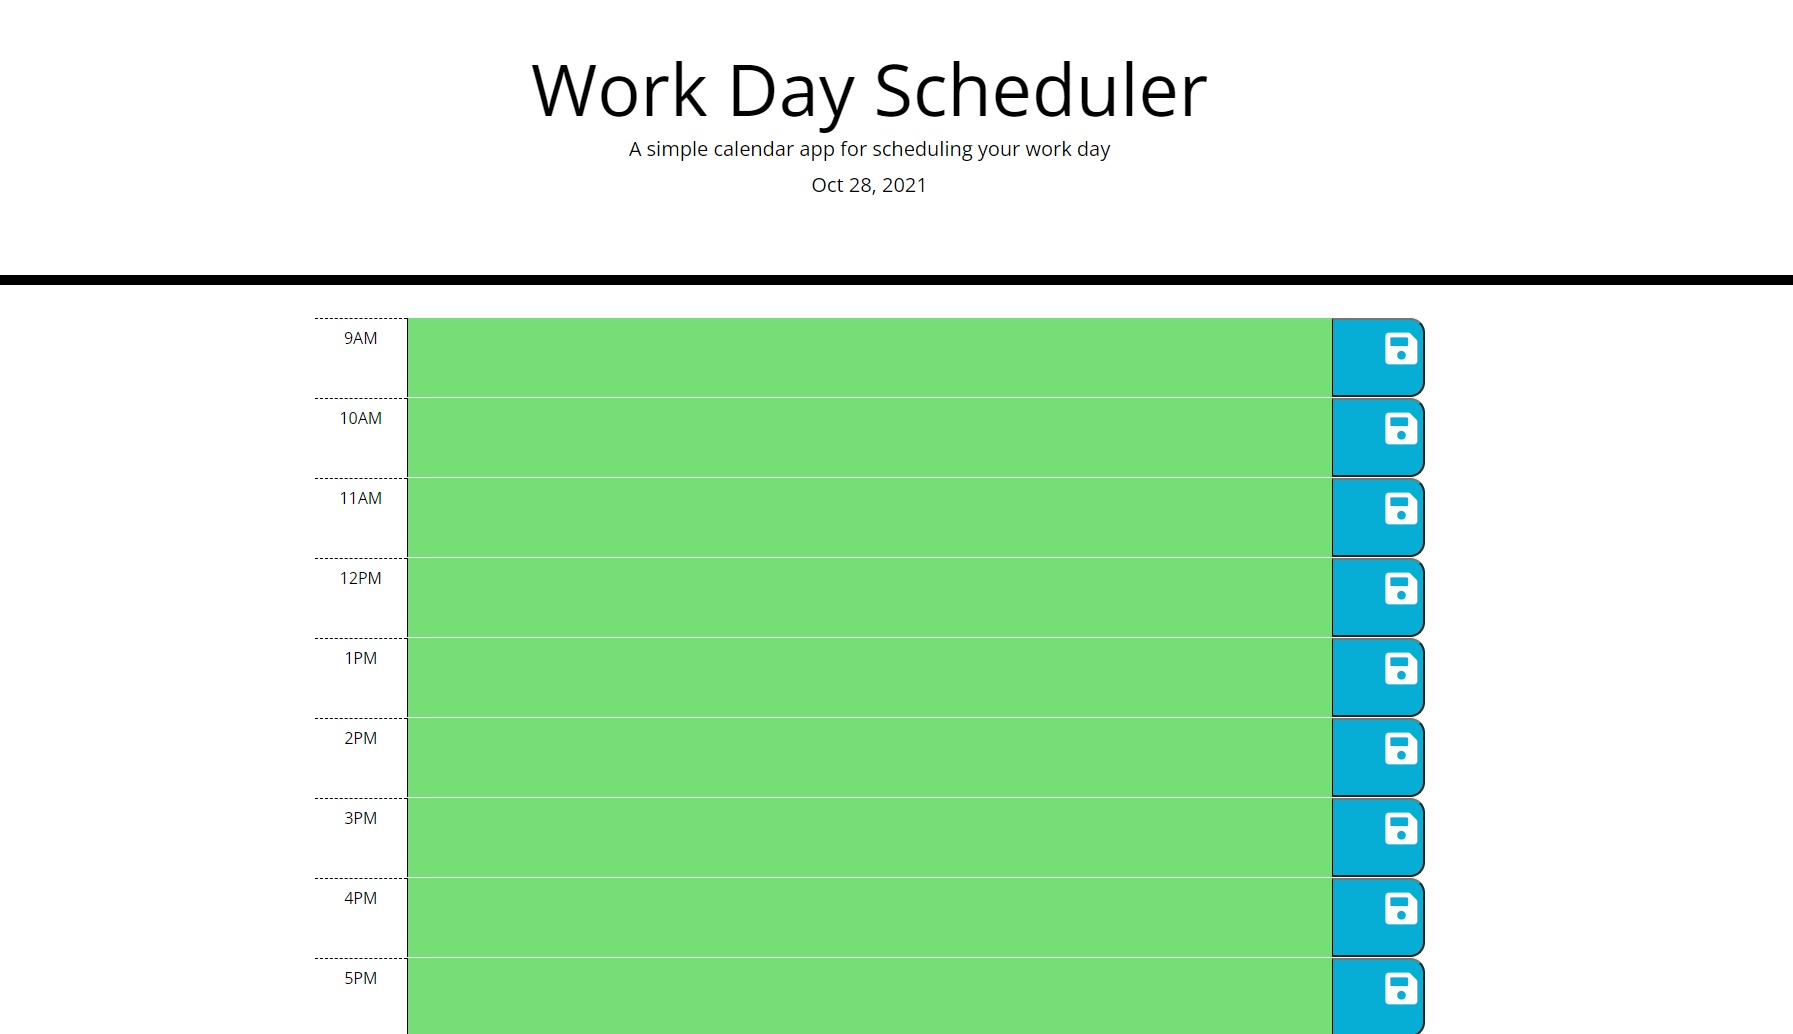 Work Day Scheduler
A simple calendar app for scheduling your work day
Oct 28, 2021
9AM
10AM
11AM
12PM
1PM
2PM
3PM
4PM
5PM